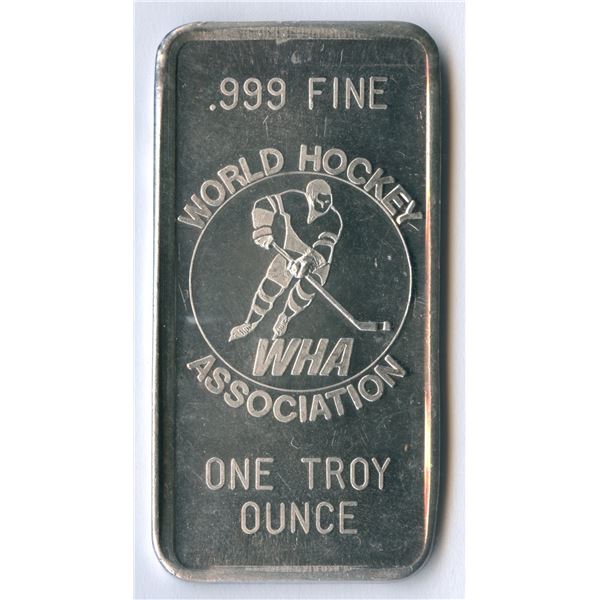 .999 FINE
WORLD HOCKEY
WHA
ASSOCIATION
ONE TROY
OUNCE